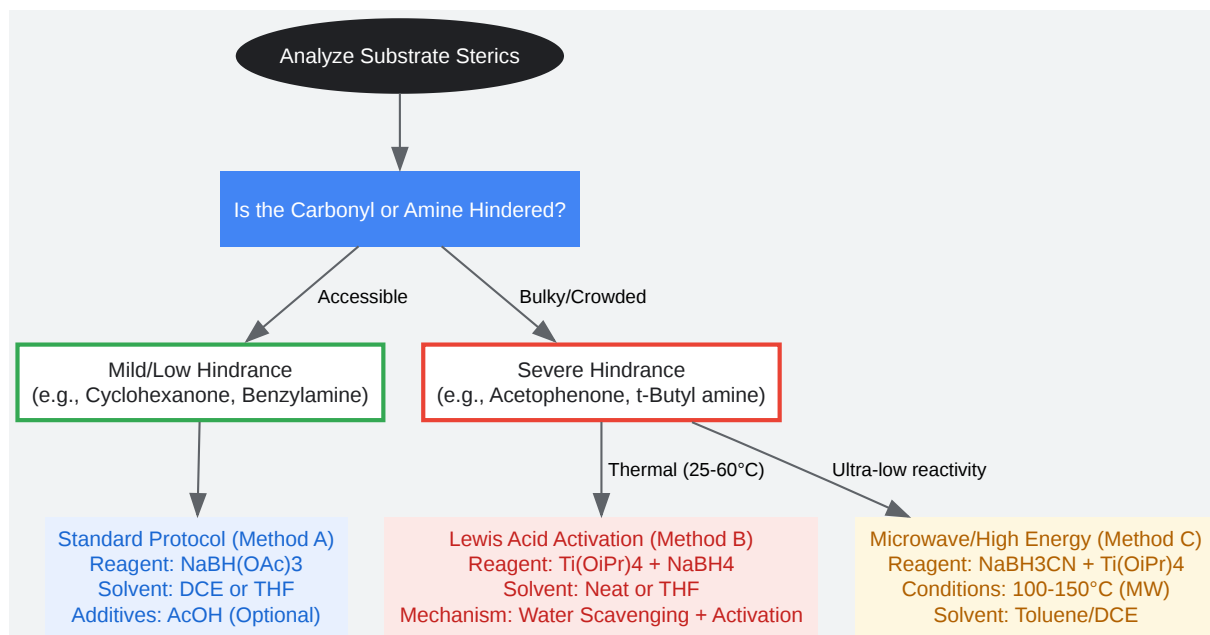 Analyze Substrate Sterics
Is the Carbonyl or Amine Hindered?
Accessible
Bulky/Crowded
Mild/Low Hindrance
(e.g., Cyclohexanone, Benzylamine)
Severe Hindrance
(e.g., Acetophenone, t-Butyl amine)
Thermal (25-60°C)
Ultra-low reactivity
Standard Protocol (Method A)
Reagent: NaBH(OAc)3
Solvent: DCE or THF
Additives: AcOH (Optional)
Lewis Acid Activation (Method B)
Reagent: Ti(OiPr)4 + NaBH4
Solvent: Neat or THF
Mechanism: Water Scavenging + Activation
Microwave/High Energy (Method C)
Reagent: NaBH3CN + Ti(OiPr)4
Conditions: 100-150°C (MW)
Solvent: Toluene/DCE